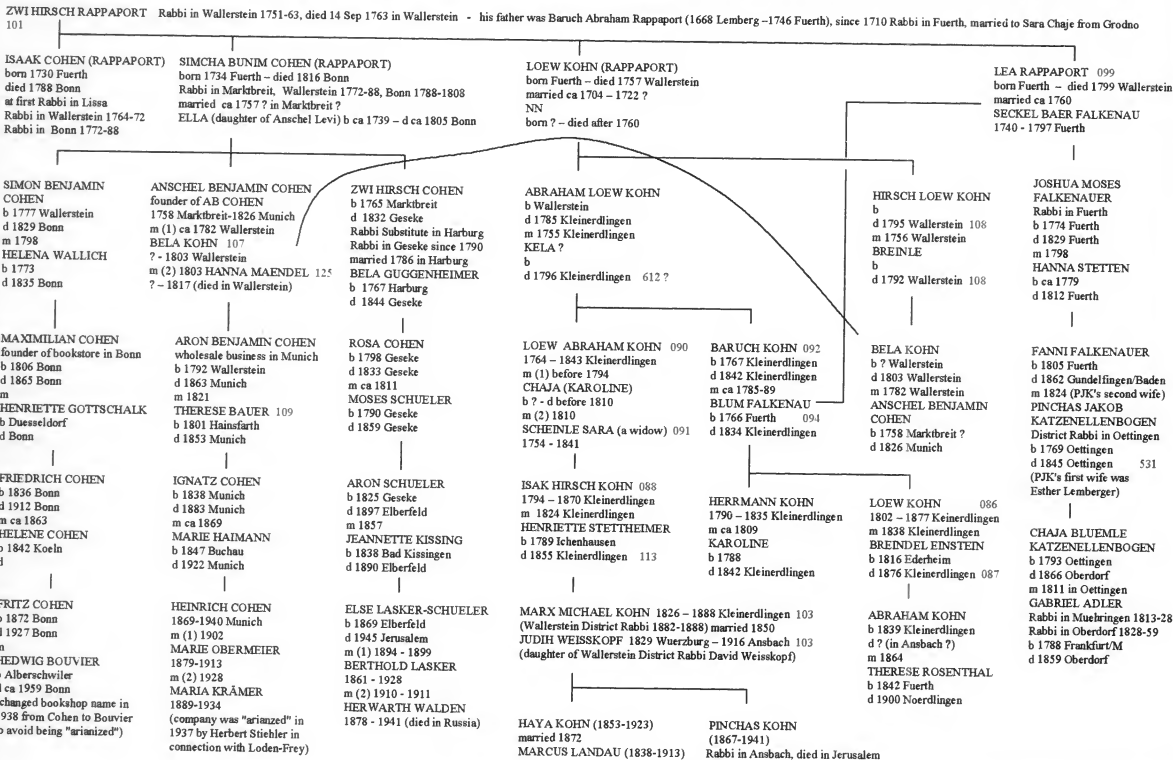 ZWI HIRSCH RAPPAPORT Rabbi in Wallerstein 1751-63, died 14 Sep 1763 in Wallerstein - his father was Baruch Abraham Rappaport (1668 Lemberg –1746 Fuerth), since 1710 Rabbi in Fuerth, married to Sara Chaje from Grodno
101
ISAAK COHEN (RAPPAPORT)
born 1730 Fuerth
died 1788 Bonn
at first Rabbi in Lissa
Rabbi in Wallerstein 1764-72
Rabbi in Bonn 1772-88
SIMCHA BUNIM COHEN (RAPPAPORT)
born 1734 Fuerth – died 1816 Bonn
Rabbi in Marktbreit, Wallerstein 1772-88, Bonn 1788-1808
married ca 1757 ? in Marktbreit ?
ELLA (daughter of Anschel Levi) b ca 1739 – d ca 1805 Bonn
LOEW KOHN (RAPPAPORT)
born Fuerth – died 1757 Wallerstein
married ca 1704 – 1722 ?
NN
born ? – died after 1760
LEA RAPPAPORT 099
born Fuerth – died 1799 Wallerstein
married ca 1760
SECKEL BAER FALKENAU
1740 - 1797 Fuerth
SIMON BENJAMIN
COHEN
b 1777 Wallerstein
d 1829 Bonn
m 1798
HELENA WALLICH
b 1773
d 1835 Bonn
ANSCHEL BENJAMIN COHEN
founder of AB COHEN
1758 Marktbreit-1826 Munich
m (1) ca 1782 Wallerstein
BELA KOHN 107
? - 1803 Wallerstein
m (2) 1803 HANNA MAENDEL 125
? – 1817 (died in Wallerstein)
ZWI HIRSCH COHEN
b 1765 Marktbreit
d 1832 Geseke
Rabbi Substitute in Harburg
Rabbi in Geseke since 1790
married 1786 in Harburg
BELA GUGGENHEIMER
b 1767 Harburg
d 1844 Geseke
ABRAHAM LOEW KOHN
b Wallerstein
d 1785 Kleinerdlingen
m 1755 Kleinerdlingen
KELA ?
b
d 1796 Kleinerdlingen 612 ?
HIRSCH LOEW KOHN
b
d 1795 Wallerstein 108
m 1756 Wallerstein
BREINLE
b
d 1792 Wallerstein 108
JOSHUA MOSES
FALKENAUER
Rabbi in Fuerth
b 1774 Fuerth
d 1829 Fuerth
m 1798
HANNA STETTEN
b ca 1779
d 1812 Fuerth
MAXIMILIAN COHEN
founder of bookstore in Bonn
b 1806 Bonn
d 1865 Bonn
m
HENRIETTE GOTTSCHALK
b Duesseldorf
d Bonn
ARON BENJAMIN COHEN
wholesale business in Munich
b 1792 Wallerstein
d 1863 Munich
m 1821
THERESE BAUER 109
b 1801 Hainsfarth
d 1853 Munich
ROSA COHEN
b 1798 Geseke
d 1833 Geseke
m ca 1811
MOSES SCHUELER
b 1790 Geseke
d 1859 Geseke
LOEW ABRAHAM KOHN 090
1764 – 1843 Kleinerdlingen
m (1) before 1794
CHAJA (KAROLINE)
b ? - d before 1810
m (2) 1810
SCHEINLE SARA (a widow) 091
1754 - 1841
BARUCH KOHN 092
b 1767 Kleinerdlingen
d 1842 Kleinerdlingen
m ca 1785-89
BLUM FALKENAU
b 1766 Fuerth 094
d 1834 Kleinerdlingen
BELA KOHN
b ? Wallerstein
d 1803 Wallerstein
m 1782 Wallerstein
ANSCHEL BENJAMIN
COHEN
b 1758 Marktbreit ?
d 1826 Munich
FANNI FALKENAUER
b 1805 Fuerth
d 1862 Gundelfingen/Baden
m 1824 (PJK's second wife)
PINCHAS JAKOB
KATZENELLENBOGEN
District Rabbi in Oettingen
b 1769 Oettingen
d 1845 Oettingen 531
(PJK's first wife was
Esther Lemberger)
FRIEDRICH COHEN
b 1836 Bonn
d 1912 Bonn
m ca 1863
HELENE COHEN
b 1842 Koeln
d
IGNATZ COHEN
b 1838 Munich
d 1883 Munich
m ca 1869
MARIE HAIMANN
b 1847 Buchau
d 1922 Munich
ARON SCHUELER
b 1825 Geseke
d 1897 Elberfeld
m 1857
JEANNETTE KISSING
b 1838 Bad Kissingen
d 1890 Elberfeld
ISAK HIRSCH KOHN 088
1794 – 1870 Kleinerdlingen
m 1824 Kleinerdlingen
HENRIETTE STETTHEIMER
b 1789 Ichenhausen
d 1855 Kleinerdlingen 113
HERRMANN KOHN
1790 – 1835 Kleinerdlingen
m ca 1809
KAROLINE
b 1788
d 1842 Kleinerdlingen
LOEW KOHN 086
1802 – 1877 Keinerdlingen
m 1838 Kleinerdlingen
BREINDEL EINSTEIN
b 1816 Ederheim
d 1876 Kleinerdlingen 087
CHAJA BLUEMLE
KATZENELLENBOGEN
b 1793 Oettingen
d 1866 Oberdorf
m 1811 in Oettingen
GABRIEL ADLER
Rabbi in Muehringen 1813-28
Rabbi in Oberdorf 1828-59
b 1788 Frankfurt/M
d 1859 Oberdorf
FRITZ COHEN
b 1872 Bonn
d 1927 Bonn
m
HEDWIG BOUVIER
b Alberschwiler
d ca 1959 Bonn
changed bookshop name in
1938 from Cohen to Bouvier
to avoid being "arianized")
HEINRICH COHEN
1869-1940 Munich
m (1) 1902
MARIE OBERMEIER
1879-1913
m (2) 1928
MARIA KRÄMER
1889-1934
(company was "arianzed" in
1937 by Herbert Stiehler in
connection with Loden-Frey)
ELSE LASKER-SCHUELER
b 1869 Elberfeld
d 1945 Jerusalem
m (1) 1894 - 1899
BERTHOLD LASKER
1861 - 1928
m (2) 1910 - 1911
HERWARTH WALDEN
1878 - 1941 (died in Russia)
MARX MICHAEL KOHN 1826 – 1888 Kleinerdlingen 103
(Wallerstein District Rabbi 1882-1888) married 1850
JUDIH WEISSKOPF 1829 Wuerzburg - 1916 Ansbach 103
(daughter of Wallerstein District Rabbi David Weisskopf)
ABRAHAM KOHN
b 1839 Kleinerdlingen
d ? (in Ansbach ?)
m 1864
THERESE ROSENTHAL
b 1842 Fuerth
d 1900 Noerdlingen
HAYA KOHN (1853-1923)
married 1872
MARCUS LANDAU (1838-1913)
PINCHAS KOHN
(1867-1941)
Rabbi in Ansbach, died in Jerusalem